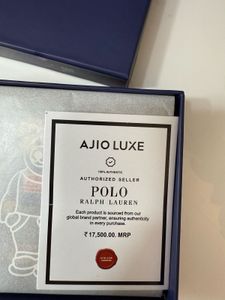 AJIO LUXE
100% AUTHENTIC
AUTHORIZED SELLER
POLO
RALPH LAUREN
Each product is sourced from our
global brand partner, ensuring authenticity
in every purchase.
₹ 17,500.00. MRP